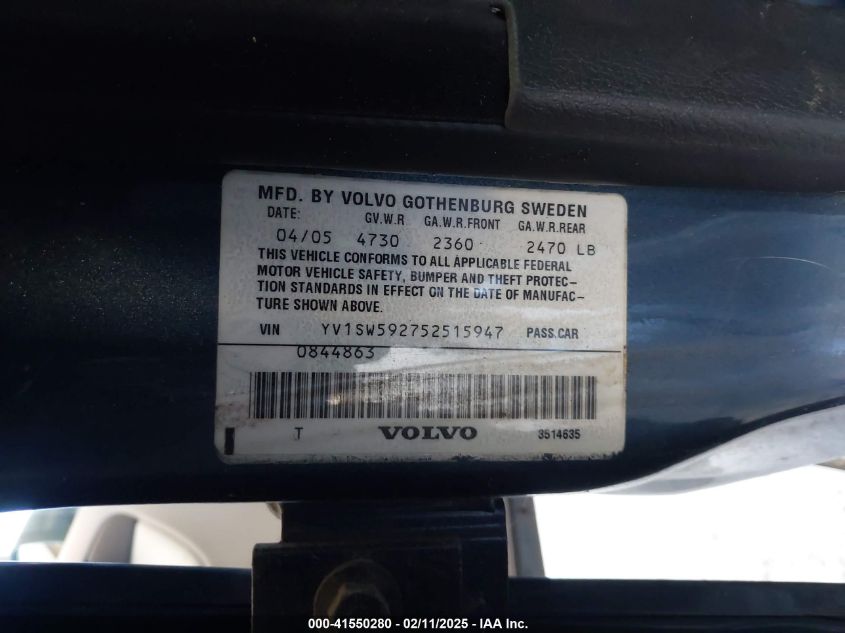 MFD. BY VOLVO GOTHENBURG SWEDEN
DATE: GV.W.R GA.W.R.FRONT GA.W.R.REAR
04/05 4730 2360 2470 LB
THIS VEHICLE CONFORMS TO ALL APPLICABLE FEDERAL
MOTOR VEHICLE SAFETY, BUMPER AND THEFT PROTEC-
TION STANDARDS IN EFFECT ON THE DATE OF MANUFAC-
TURE SHOWN ABOVE.
VIN YV1SW592752515947 PASS.CAR
0844863
T VOLVO 3514635
000-41550280 - 02/11/2025 - IAA Inc.